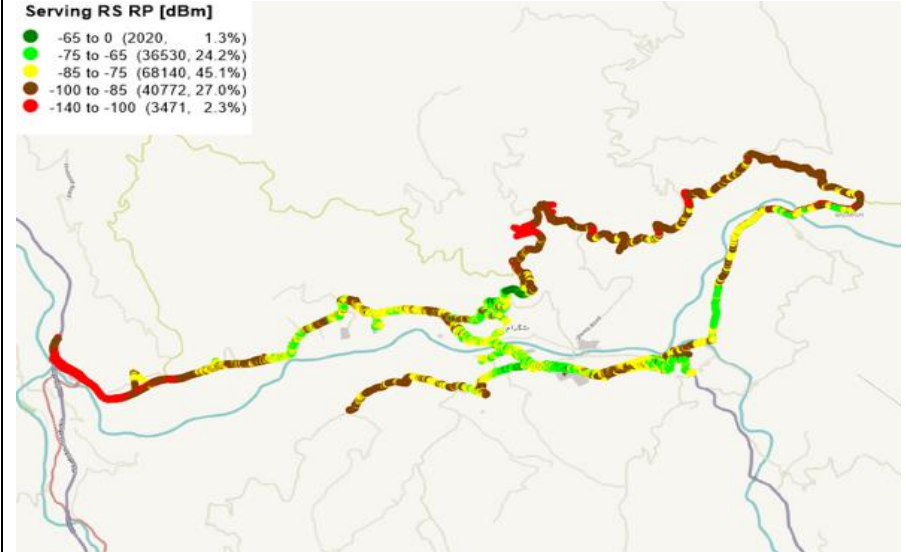 Serving RS RP [dBm]
-65 to 0 (2020, 1.3%)
-75 to -65 (36530, 24.2%)
-85 to -75 (68140, 45.1%)
-100 to -85 (40772, 27.0%)
-140 to -100 (3471, 2.3%)